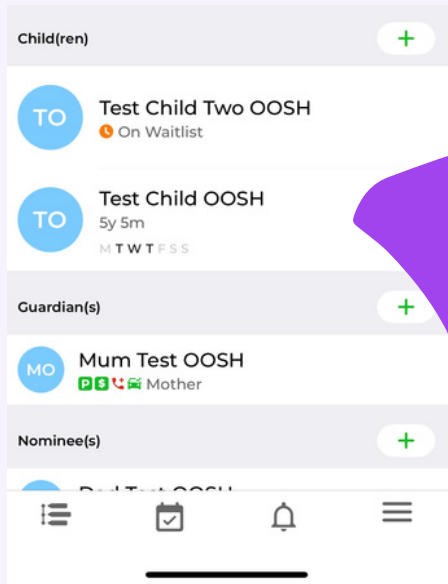 Child(ren)
TO
Test Child Two OOSH
On Waitlist
TO
Test Child OOSH
5y 5m
M T W T F S S
Guardian(s)
MO
Mum Test OOSH
P $ Mother
Nominee(s)